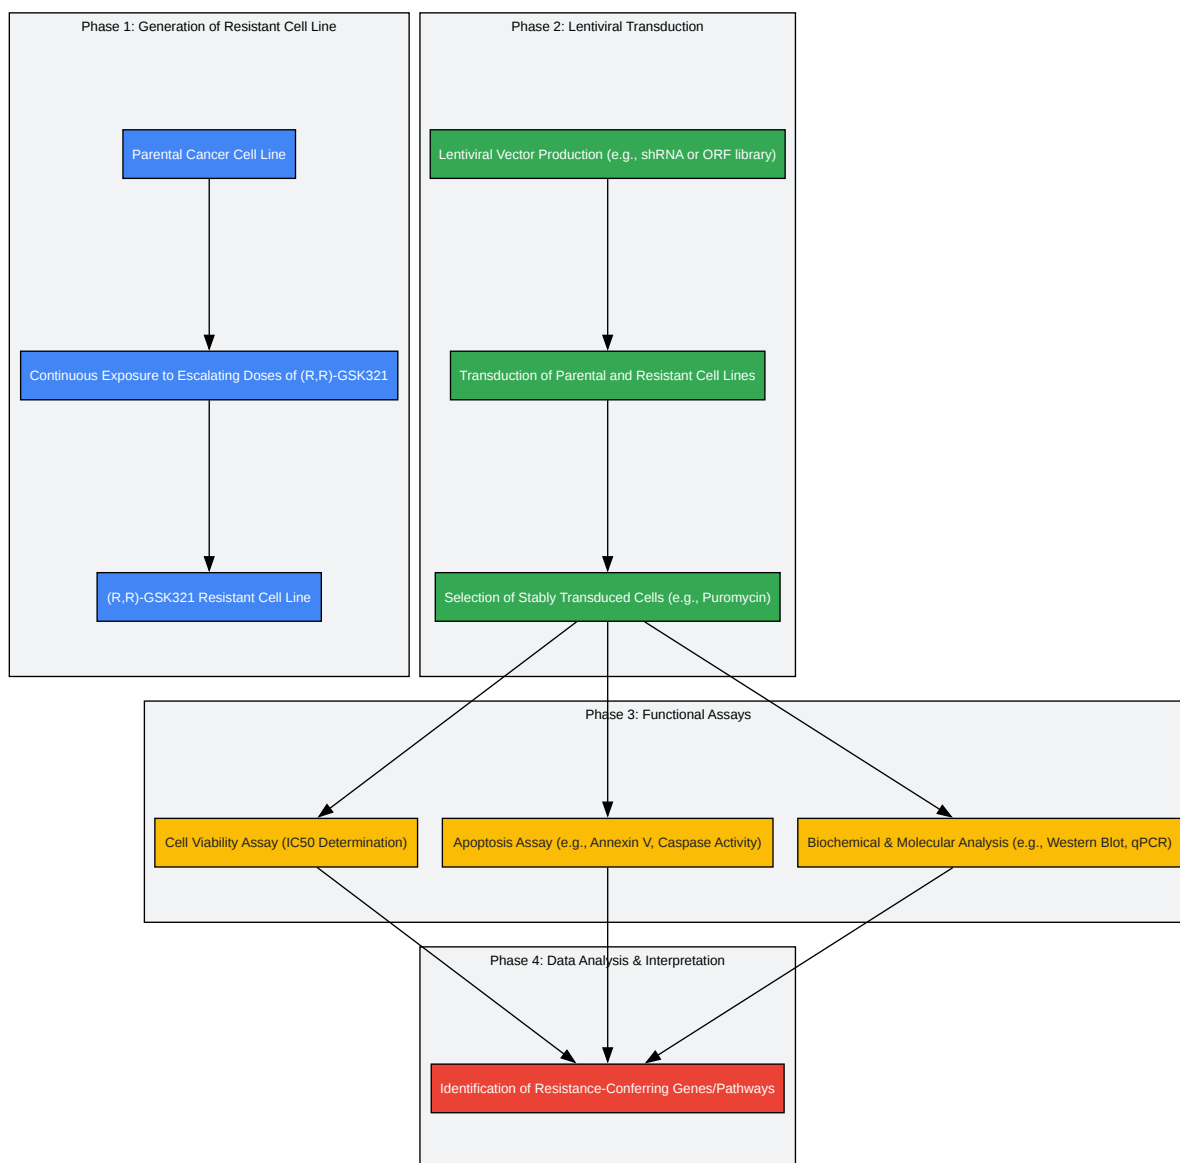 Phase 1: Generation of Resistant Cell Line
Parental Cancer Cell Line
Continuous Exposure to Escalating Doses of (R,R)-GSK321
(R,R)-GSK321 Resistant Cell Line
Phase 2: Lentiviral Transduction
Lentiviral Vector Production (e.g., shRNA or ORF library)
Transduction of Parental and Resistant Cell Lines
Selection of Stably Transduced Cells (e.g., Puromycin)
Phase 3: Functional Assays
Cell Viability Assay (IC50 Determination)
Apoptosis Assay (e.g., Annexin V, Caspase Activity)
Biochemical & Molecular Analysis (e.g., Western Blot, qPCR)
Phase 4: Data Analysis & Interpretation
Identification of Resistance-Conferring Genes/Pathways